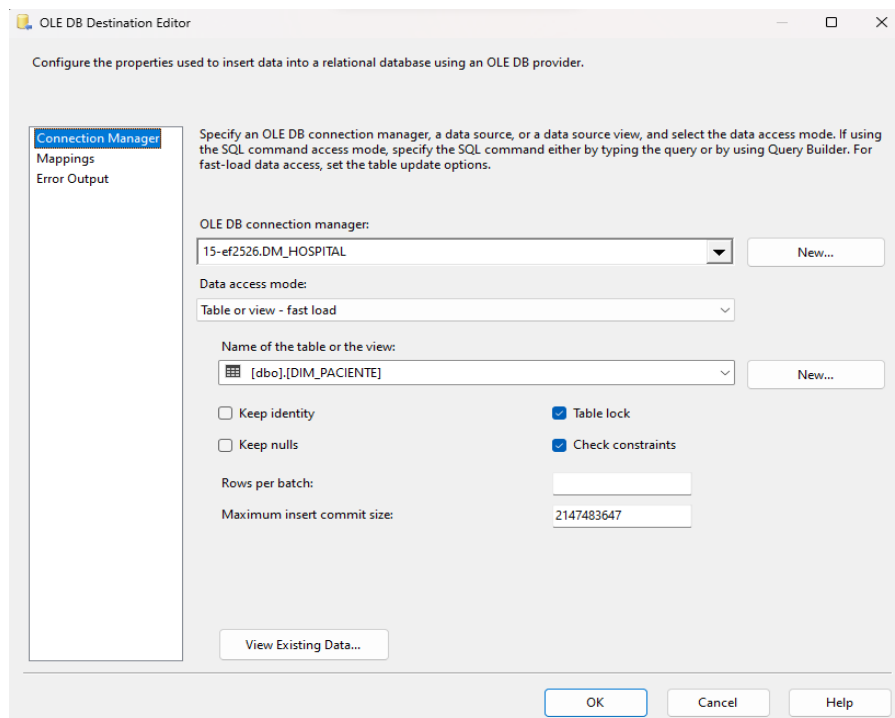 OLE DB Destination Editor
Configure the properties used to insert data into a relational database using an OLE DB provider.
Connection Manager
Mappings
Error Output
Specify an OLE DB connection manager, a data source, or a data source view, and select the data access mode. If using
the SQL command access mode, specify the SQL command either by typing the query or by using Query Builder. For
fast-load data access, set the table update options.
OLE DB connection manager:
15-ef2526.DM_HOSPITAL
New...
Data access mode:
Table or view - fast load
Name of the table or the view:
[dbo].[DIM_PACIENTE]
New...
Keep identity
Table lock
Keep nulls
Check constraints
Rows per batch:
Maximum insert commit size:
2147483647
View Existing Data...
OK
Cancel
Help